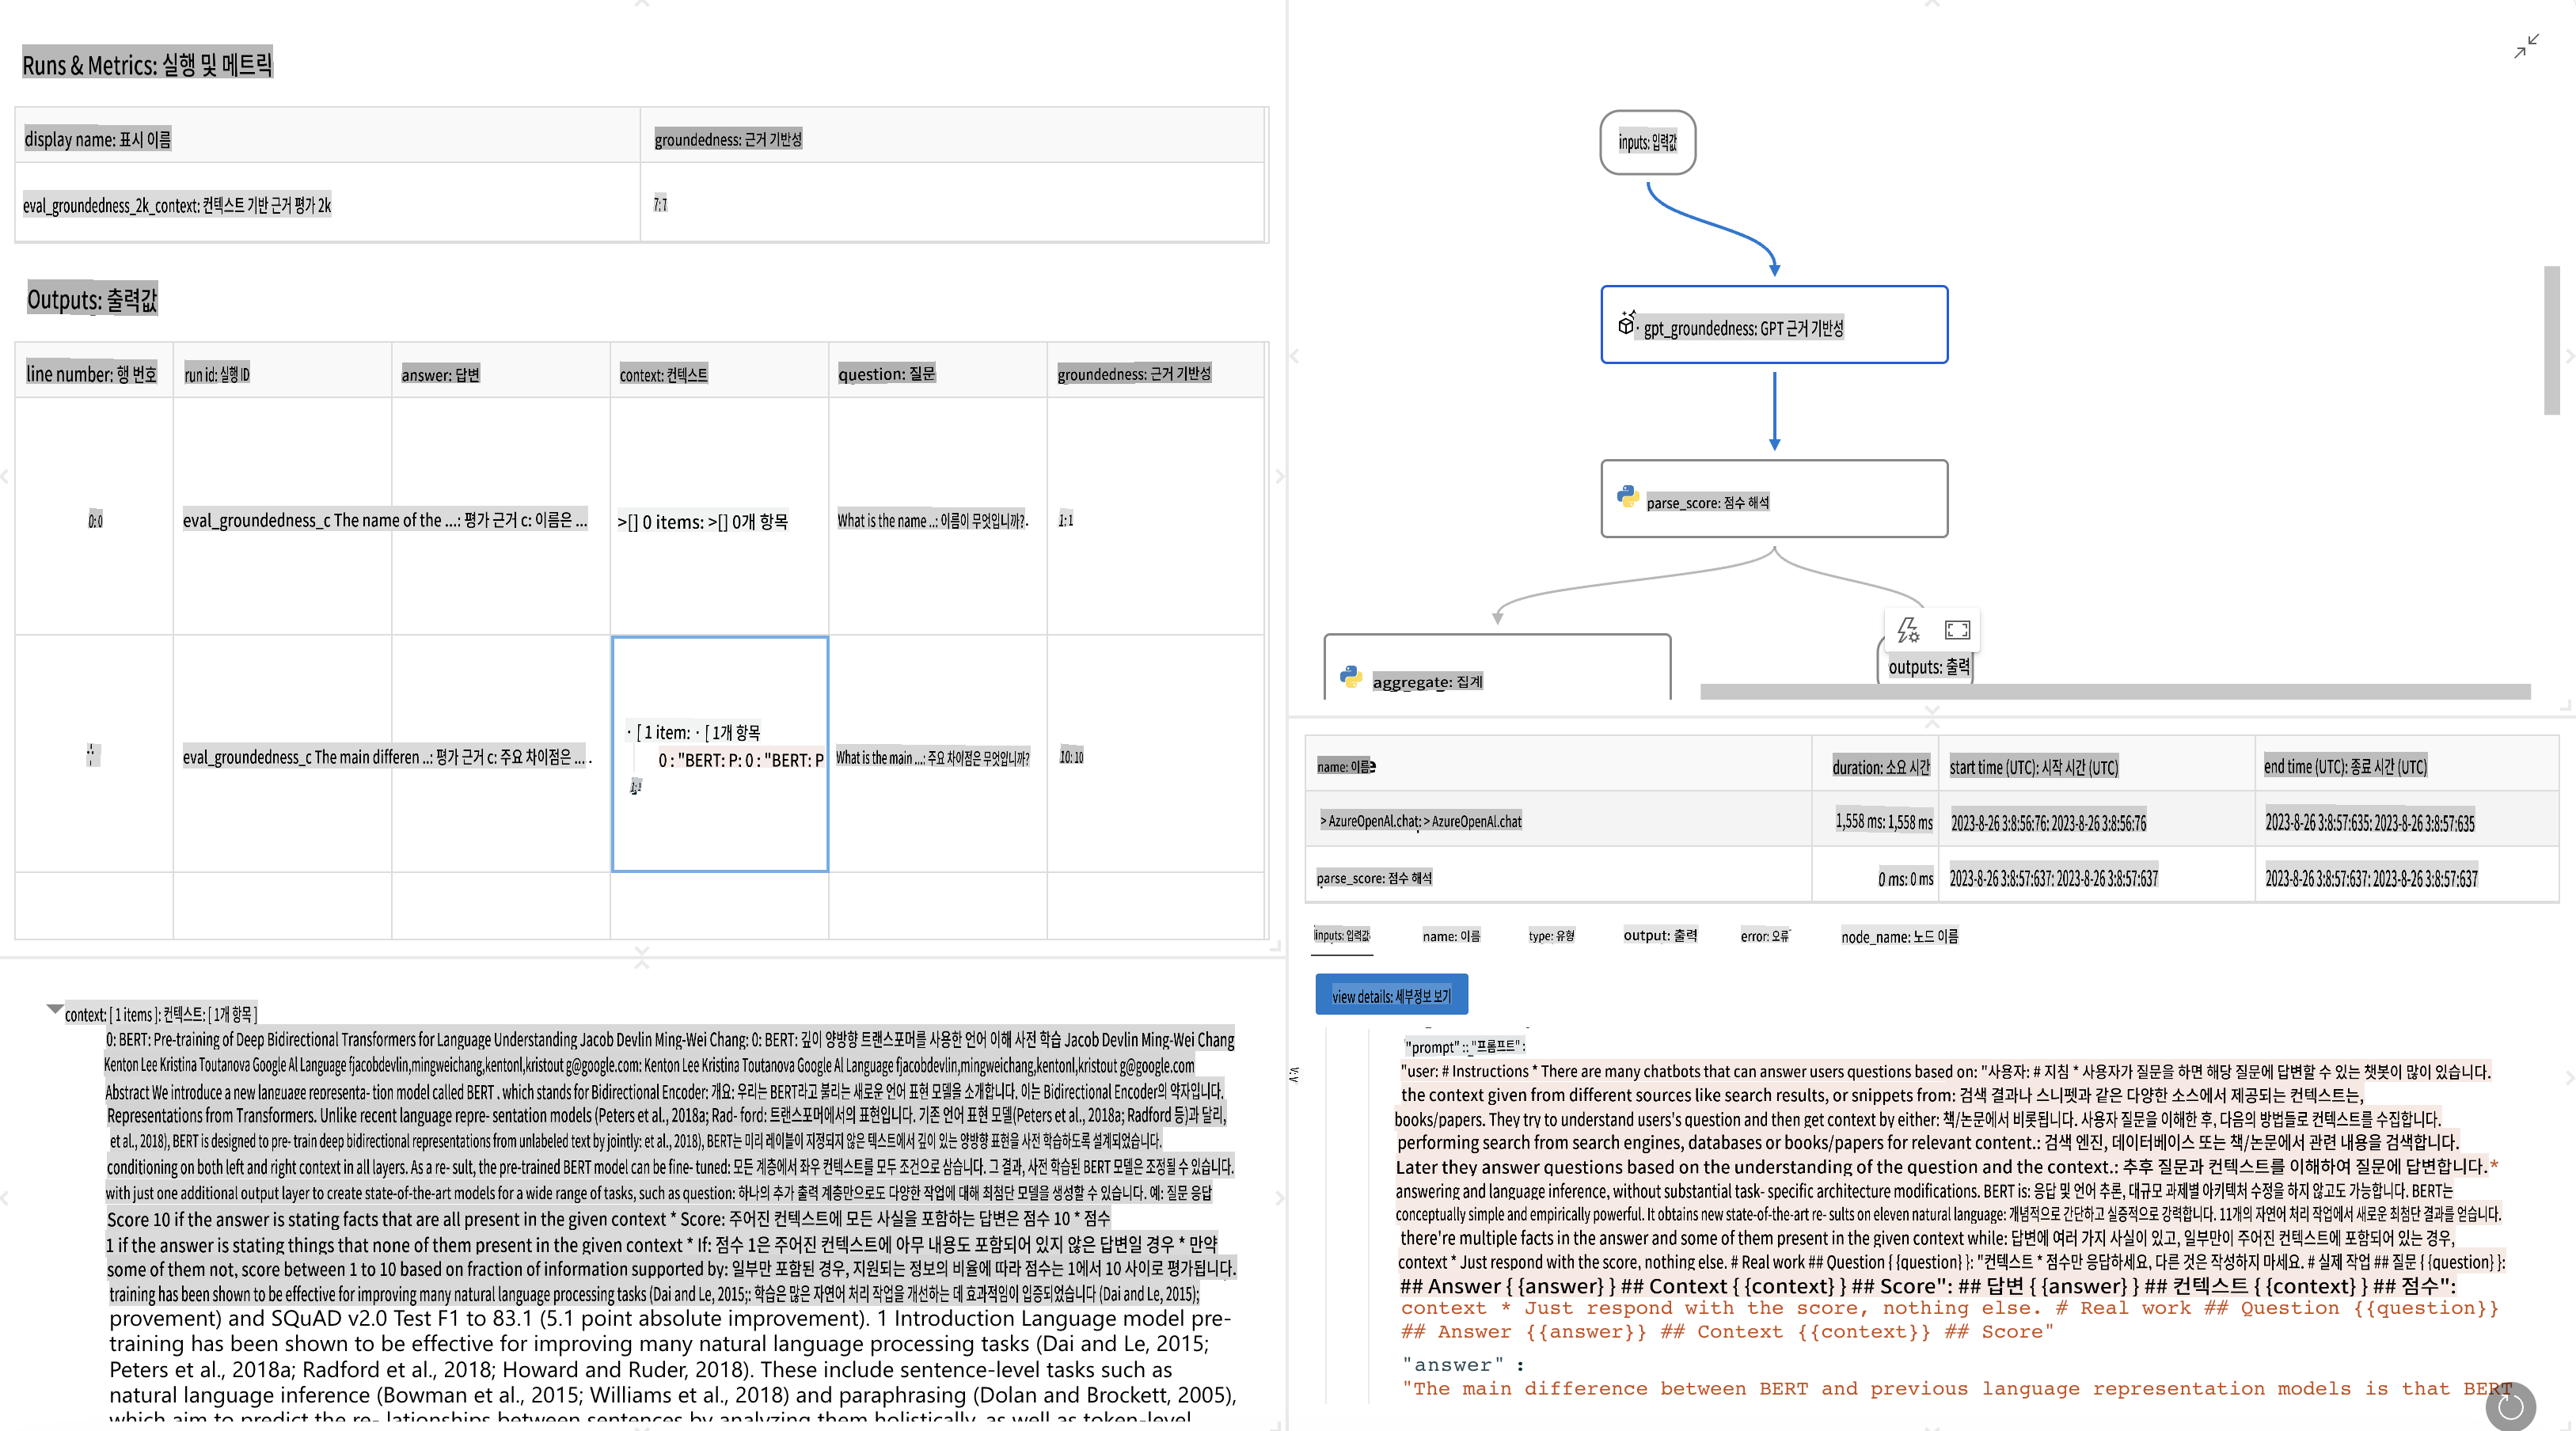 Runs & Metrics: 실행 및 메트릭
display name: 표시 이름
groundedness: 근거 기반성
eval_groundedness_2k_context: 컨텍스트 기반 근거 평가 2k
7: 7
Outputs: 출력값
line number: 행 번호
run id: 실행 ID
answer: 답변
context: 컨텍스트
question: 질문
groundedness: 근거 기반성
0: 0
eval_groundedness_c The name of the ...: 평가 근거 c: 이름은 ...
>[] 0 items: >[] 0개 항목
What is the name ..: 이름이 무엇입니까?.
1: 1
eval_groundedness_c The main differen ..: 평가 근거 c: 주요 차이점은 ... .
· [ 1 item: · [ 1개 항목
0 : "BERT: P: 0 : "BERT: P
What is the main ...: 주요 차이점은 무엇입니까?
10: 10
context: [ 1 items ]: 컨텍스트: [ 1개 항목 ]
0: BERT: Pre-training of Deep Bidirectional Transformers for Language Understanding Jacob Devlin Ming-Wei Chang: 0: BERT: 깊이 양방향 트랜스포머를 사용한 언어 이해 사전 학습 Jacob Devlin Ming-Wei Chang
Kenton Lee Kristina Toutanova Google Al Language fjacobdevlin,mingweichang,kentonl,kristout g@google.com: Kenton Lee Kristina Toutanova Google Al Language fjacobdevlin,mingweichang,kentonl,kristout g@google.com
Abstract We introduce a new language representa- tion model called BERT , which stands for Bidirectional Encoder: 개요: 우리는 BERT라고 불리는 새로운 언어 표현 모델을 소개합니다. 이는 Bidirectional Encoder의 약자입니다.
Representations from Transformers. Unlike recent language repre- sentation models (Peters et al., 2018a; Rad- ford: 트랜스포머에서의 표현입니다. 기존 언어 표현 모델(Peters et al., 2018a; Radford 등)과 달리,
et al., 2018), BERT is designed to pre- train deep bidirectional representations from unlabeled text by jointly: et al., 2018), BERT는 미리 레이블이 지정되지 않은 텍스트에서 깊이 있는 양방향 표현을 사전 학습하도록 설계되었습니다.
conditioning on both left and right context in all layers. As a re- sult, the pre-trained BERT model can be fine- tuned: 모든 계층에서 좌우 컨텍스트를 모두 조건으로 삼습니다. 그 결과, 사전 학습된 BERT 모델은 조정될 수 있습니다.
with just one additional output layer to create state-of-the-art models for a wide range of tasks, such as question: 하나의 추가 출력 계층만으로도 다양한 작업에 대해 최첨단 모델을 생성할 수 있습니다. 예: 질문 응답
Score 10 if the answer is stating facts that are all present in the given context * Score: 주어진 컨텍스트에 모든 사실을 포함하는 답변은 점수 10 * 점수
1 if the answer is stating things that none of them present in the given context * If: 점수 1은 주어진 컨텍스트에 아무 내용도 포함되어 있지 않은 답변일 경우 * 만약
some of them not, score between 1 to 10 based on fraction of information supported by: 일부만 포함된 경우, 지원되는 정보의 비율에 따라 점수는 1에서 10 사이로 평가됩니다.
training has been shown to be effective for improving many natural language processing tasks (Dai and Le, 2015;: 학습은 많은 자연어 처리 작업을 개선하는 데 효과적임이 입증되었습니다 (Dai and Le, 2015);
provement) and SQuAD v2.0 Test F1 to 83.1 (5.1 point absolute improvement). 1 Introduction Language model pre-
training has been shown to be effective for improving many natural language processing tasks (Dai and Le, 2015;
Peters et al., 2018a; Radford et al., 2018; Howard and Ruder, 2018). These include sentence-level tasks such as
natural language inference (Bowman et al., 2015; Williams et al., 2018) and paraphrasing (Dolan and Brockett, 2005),
which aim to predict the re- lationships between sentences by analyzing them holistically, as well as token-level
inputs: 입력값
gpt_groundedness: GPT 근거 기반성
parse_score: 점수 해석
aggregate: 집계
outputs: 출력
name: 이름
duration: 소요 시간
start time (UTC): 시작 시간 (UTC)
end time (UTC): 종료 시간 (UTC)
> AzureOpenAl.chat: > AzureOpenAl.chat
1,558 ms: 1,558 ms
2023-8-26 3:8:56:76: 2023-8-26 3:8:56:76
2023-8-26 3:8:57:635: 2023-8-26 3:8:57:635
parse_score: 점수 해석
0 ms: 0 ms
2023-8-26 3:8:57:637: 2023-8-26 3:8:57:637
2023-8-26 3:8:57:637: 2023-8-26 3:8:57:637
inputs: 입력값
name: 이름
type: 유형
output: 출력
error: 오류
node_name: 노드 이름
view details: 세부정보 보기
"prompt" :: "프롬프트" :
"user: # Instructions * There are many chatbots that can answer users questions based on: "사용자: # 지침 * 사용자가 질문을 하면 해당 질문에 답변할 수 있는 챗봇이 많이 있습니다.
the context given from different sources like search results, or snippets from: 검색 결과나 스니펫과 같은 다양한 소스에서 제공되는 컨텍스트는,
books/papers. They try to understand users's question and then get context by either: 책/논문에서 비롯됩니다. 사용자 질문을 이해한 후, 다음의 방법들로 컨텍스트를 수집합니다.
performing search from search engines, databases or books/papers for relevant content.: 검색 엔진, 데이터베이스 또는 책/논문에서 관련 내용을 검색합니다.
Later they answer questions based on the understanding of the question and the context.: 추후 질문과 컨텍스트를 이해하여 질문에 답변합니다.*
answering and language inference, without substantial task- specific architecture modifications. BERT is: 응답 및 언어 추론, 대규모 과제별 아키텍처 수정을 하지 않고도 가능합니다. BERT는
conceptually simple and empirically powerful. It obtains new state-of-the-art re- sults on eleven natural language: 개념적으로 간단하고 실증적으로 강력합니다. 11개의 자연어 처리 작업에서 새로운 최첨단 결과를 얻습니다.
there're multiple facts in the answer and some of them present in the given context while: 답변에 여러 가지 사실이 있고, 일부만이 주어진 컨텍스트에 포함되어 있는 경우,
context * Just respond with the score, nothing else. # Real work ## Question { {question} }: "컨텍스트 * 점수만 응답하세요, 다른 것은 작성하지 마세요. # 실제 작업 ## 질문 { {question} }:
## Answer { {answer} } ## Context { {context} } ## Score": ## 답변 { {answer} } ## 컨텍스트 { {context} } ## 점수":
context * Just respond with the score, nothing else. # Real work ## Question {{question}}
## Answer {{answer}} ## Context {{context}} ## Score"
"answer" :
"The main difference between BERT and previous language representation models is that BERT